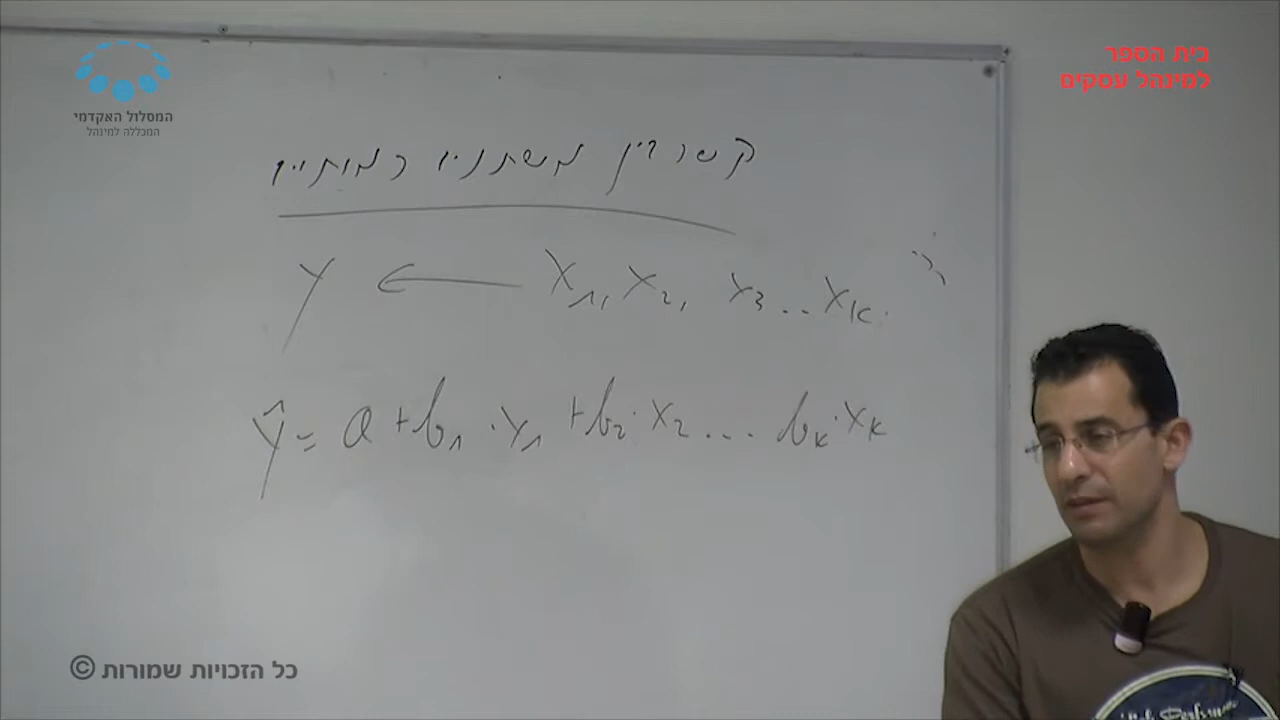 בית הספר
למינהל עסקים
המסלול האקדמי
המכללה למינהל
קשר בין משתנים כמותיים
Y ← X₁, X₂, X₃...Xₖ.
Ŷ = a + b₁·X₁ + b₂·X₂... bₖ·Xₖ
כל הזכויות שמורות ©